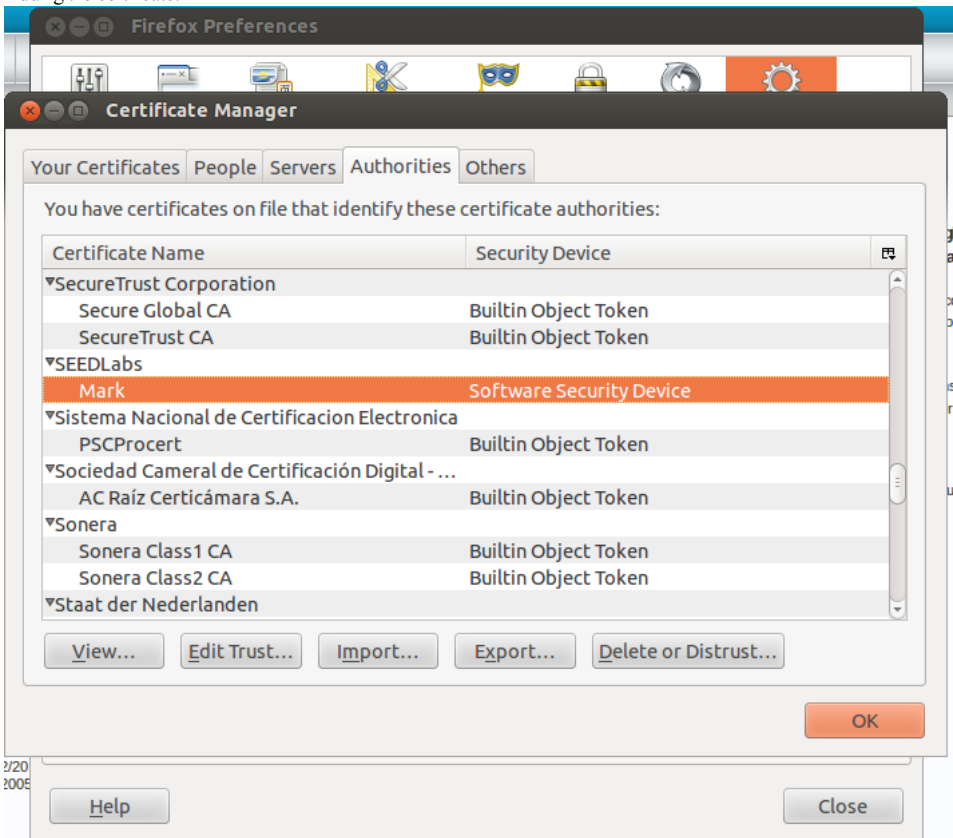 Firefox Preferences
Certificate Manager
Your Certificates People Servers Authorities Others
You have certificates on file that identify these certificate authorities:
Certificate Name Security Device
SecureTrust Corporation
Secure Global CA Builtin Object Token
SecureTrust CA Builtin Object Token
SEEDLabs
Mark Software Security Device
Sistema Nacional de Certificacion Electronica
PSCProcert Builtin Object Token
Sociedad Cameral de Certificación Digital - ...
AC Raíz Certicámara S.A. Builtin Object Token
Sonera
Sonera Class1 CA Builtin Object Token
Sonera Class2 CA Builtin Object Token
Staat der Nederlanden
View... Edit Trust... Import... Export... Delete or Distrust...
OK
2/20
2005
Help Close